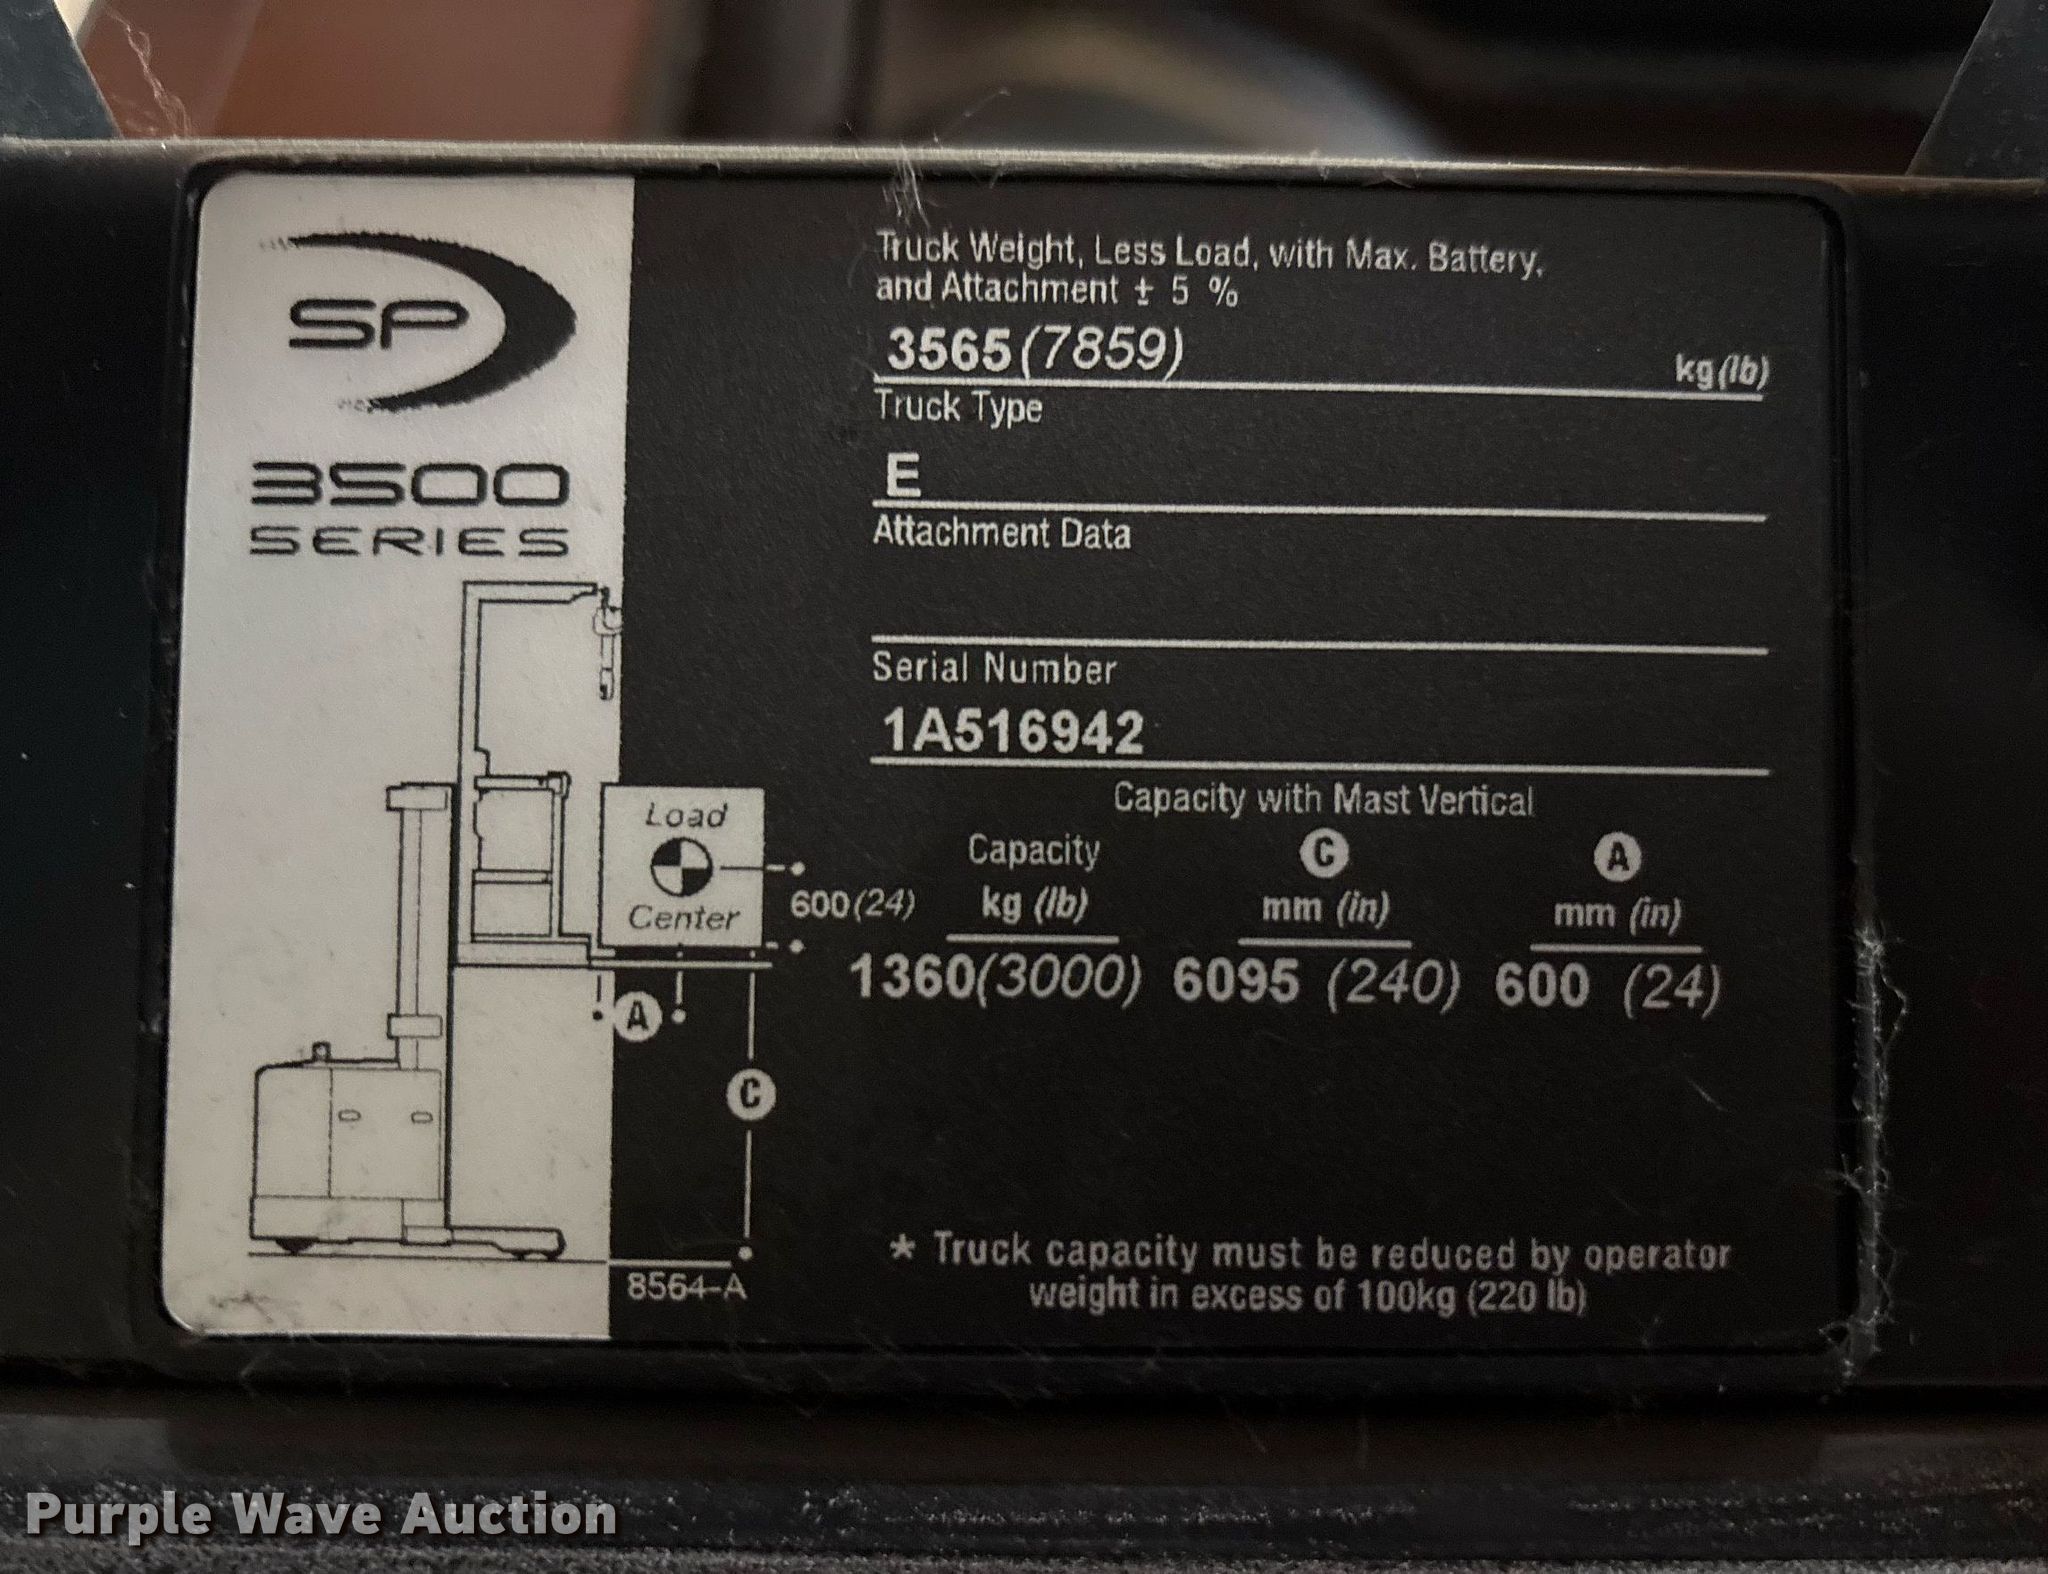 SP
3500
SERIES
Truck Weight, Less Load, with Max. Battery,
and Attachment ± 5 %
3565 (7859) kg (lb)
Truck Type
E
Attachment Data
Serial Number
1A516942
Capacity with Mast Vertical
Capacity C A
kg (lb) mm (in) mm (in)
1360(3000) 6095 (240) 600 (24)
Load
Center
600(24)
A
C
8564-A
* Truck capacity must be reduced by operator
weight in excess of 100kg (220 lb)
Purple Wave Auction